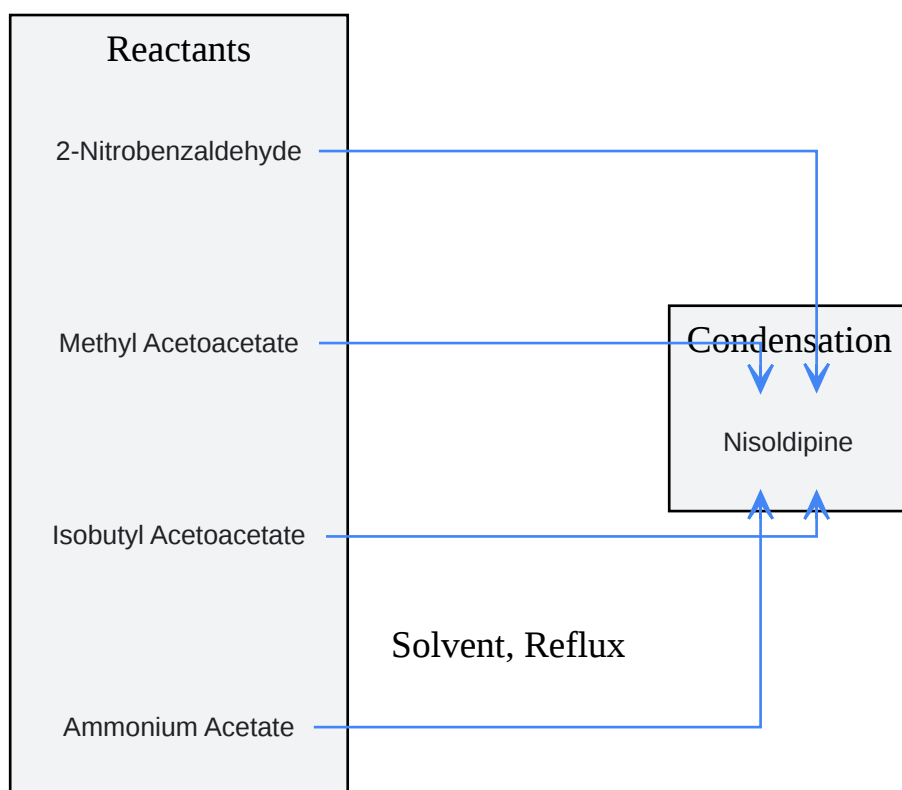 Reactants
2-Nitrobenzaldehyde
Methyl Acetoacetate
Condensation
Nisoldipine
Isobutyl Acetoacetate
Solvent, Reflux
Ammonium Acetate